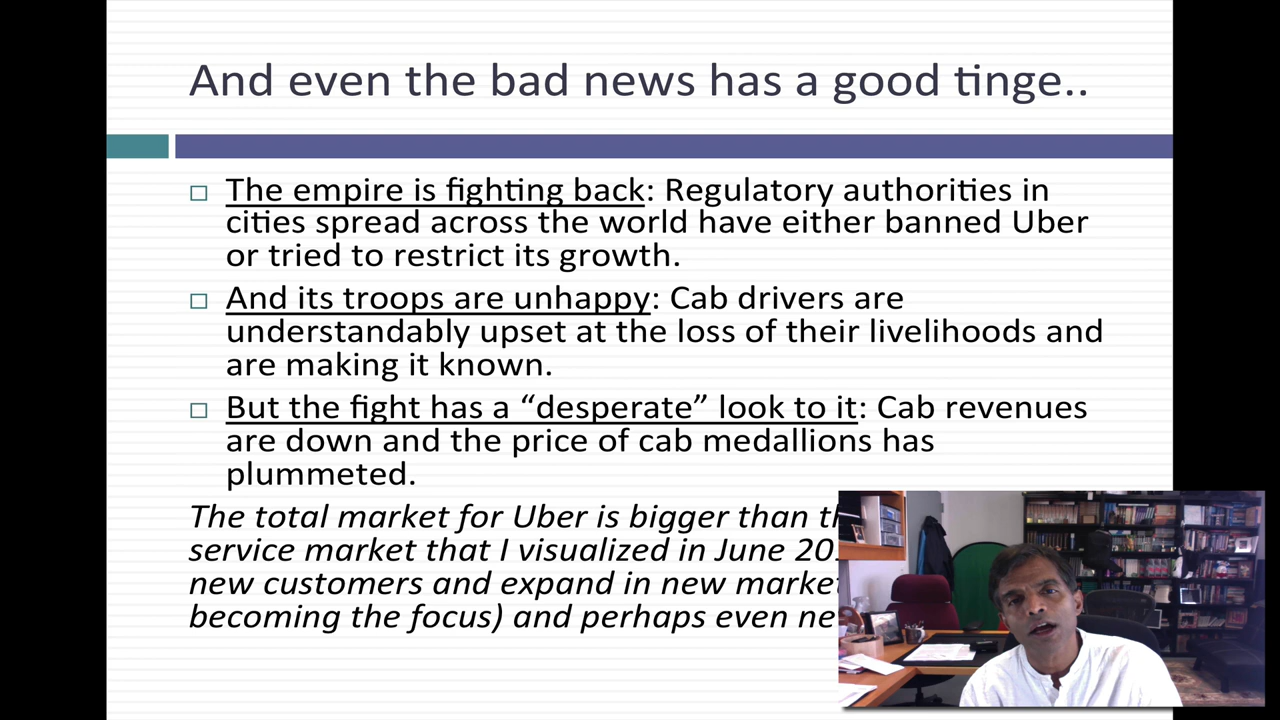 And even the bad news has a good tinge..
The empire is fighting back: Regulatory authorities in
cities spread across the world have either banned Uber
or tried to restrict its growth.
And its troops are unhappy: Cab drivers are
understandably upset at the loss of their livelihoods and
are making it known.
But the fight has a “desperate” look to it: Cab revenues
are down and the price of cab medallions has
plummeted.
The total market for Uber is bigger than
service market that I visualized in June
new customers and expand in new
becoming the focus) and perhaps even